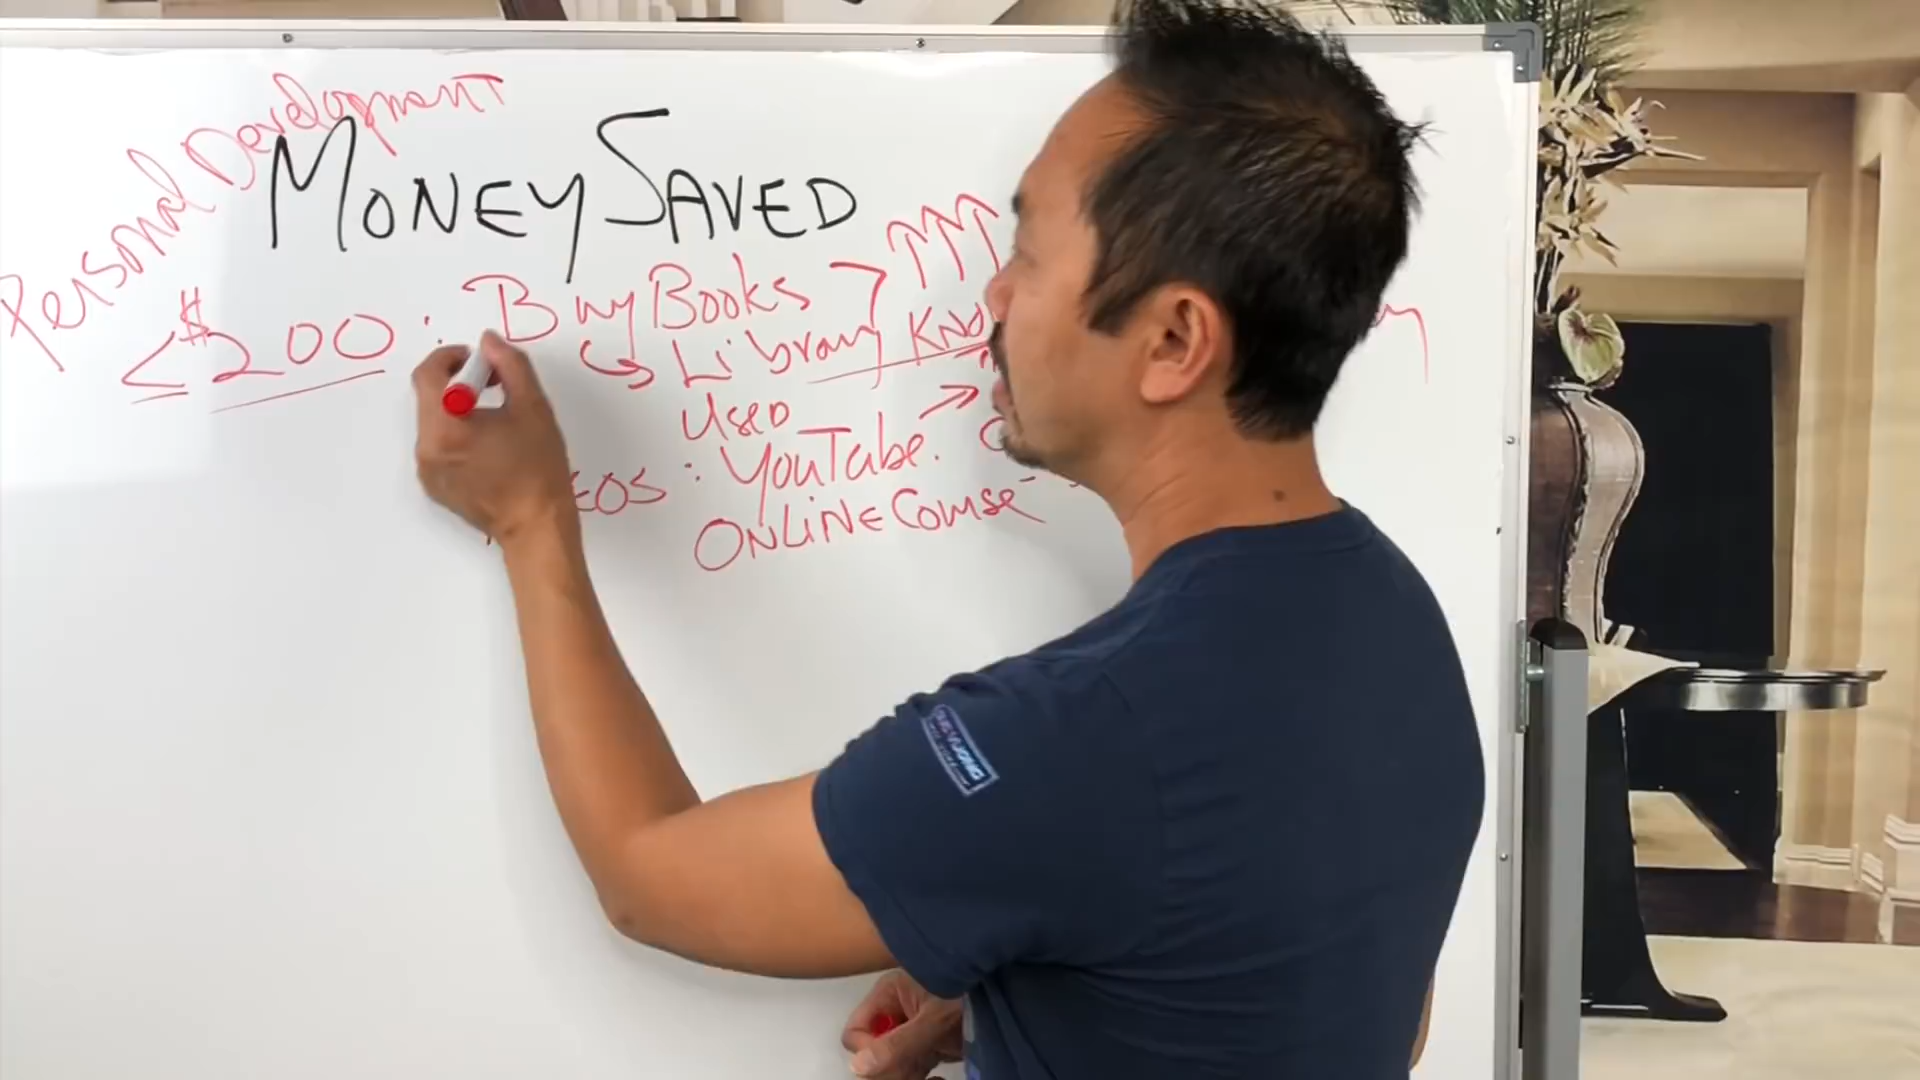 Personal Development
MONEY SAVED
<$200 : Buy Books
Library
Used
: YouTube.
ONLINE Course